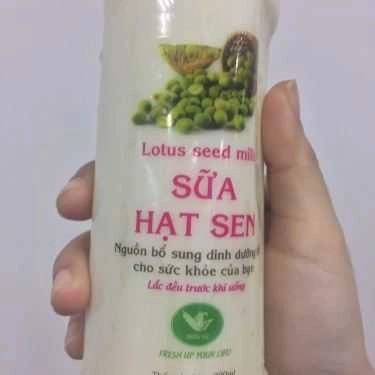 Lotus seed milk
SỮA
HẠT SEN
Nguồn bổ sung dinh dưỡng
cho sức khỏe của bạn
Lắc đều trước khi uống
FRESH UP YOUR LIFE!